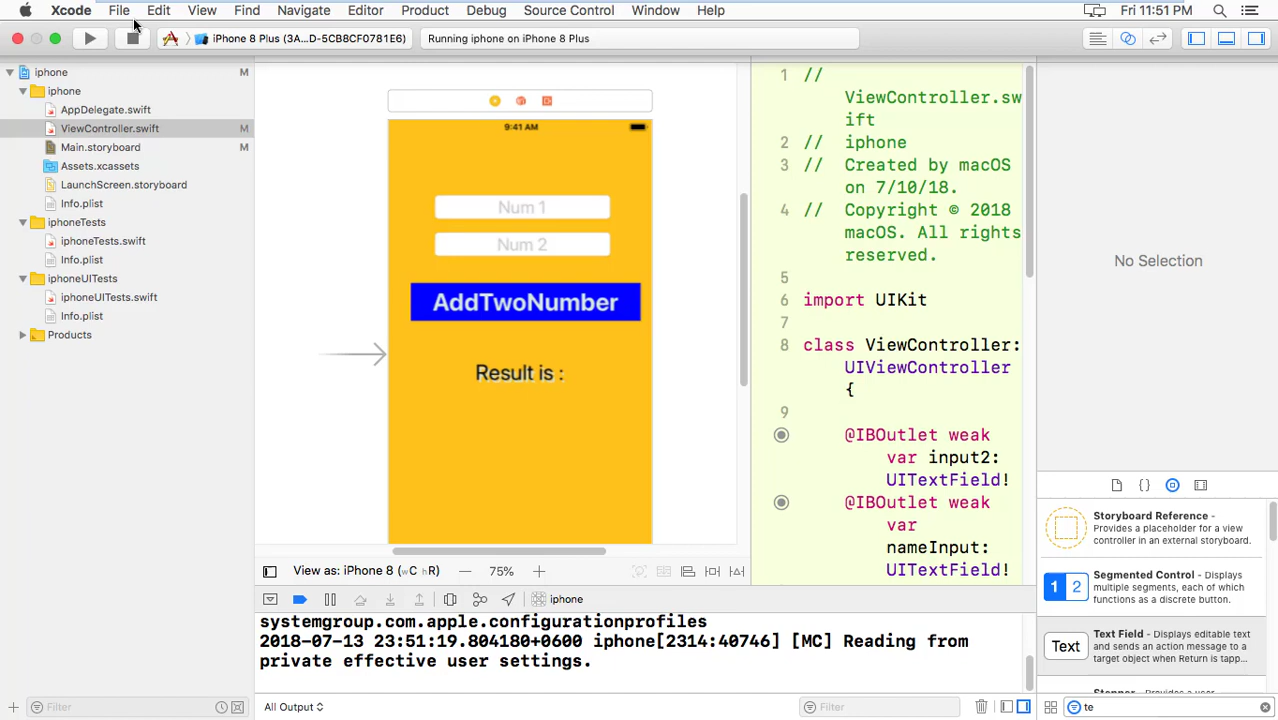 Xcode File Edit View Find Navigate Editor Product Debug Source Control Window Help Fri 11:51 PM
iPhone 8 Plus (3A...D-5CB8CF0781E6) Running iphone on iPhone 8 Plus
iphone M
iphone
AppDelegate.swift
ViewController.swift M
Main.storyboard M
Assets.xcassets
LaunchScreen.storyboard
Info.plist
iphoneTests
iphoneTests.swift
Info.plist
iphoneUITests
iphoneUITests.swift
Info.plist
Products
Filter
9:41 AM
Num 1
Num 2
AddTwoNumber
Result is :
View as: iPhone 8 (wC hR) — 75%
1 //
ViewController.sw
ift
2 // iphone
3 // Created by macOS
on 7/10/18.
4 // Copyright © 2018
macOS. All rights
reserved.
5
6 import UIKit
7
8 class ViewController:
UIViewController
{
9
@IBOutlet weak
var input2:
UITextField!
@IBOutlet weak
var
nameInput:
UITextField!
iphone
systemgroup.com.apple.configurationprofiles
2018-07-13 23:51:19.804180+0600 iphone[2314:40746] [MC] Reading from
private effective user settings.
All Output
Filter
No Selection
Storyboard Reference -
Provides a placeholder for a view
controller in an external storyboard.
1 2
Segmented Control - Displays
multiple segments, each of which
functions as a discrete button.
Text
Text Field - Displays editable text
and sends an action message to a
target object when Return is tapp...
te